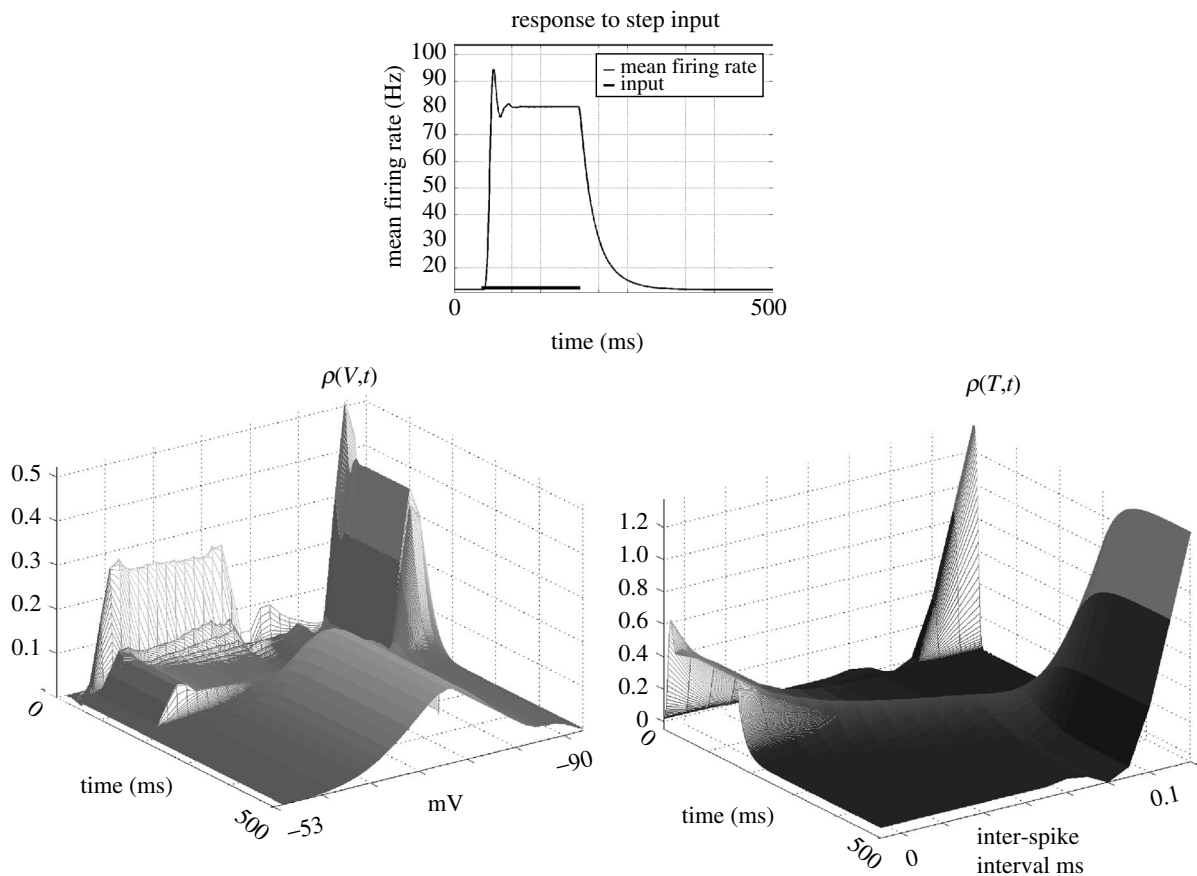 response to step input
100
90
80
70
60
50
40
30
20
mean firing rate (Hz)
mean firing rate
input
0
500
time (ms)
ρ(V,t)
0.5
0.4
0.3
0.2
0.1
0
time (ms)
500
−53
mV
−90
ρ(T,t)
1.2
1.0
0.8
0.6
0.4
0.2
0
0
time (ms)
500
0
inter-spike
interval ms
0.1